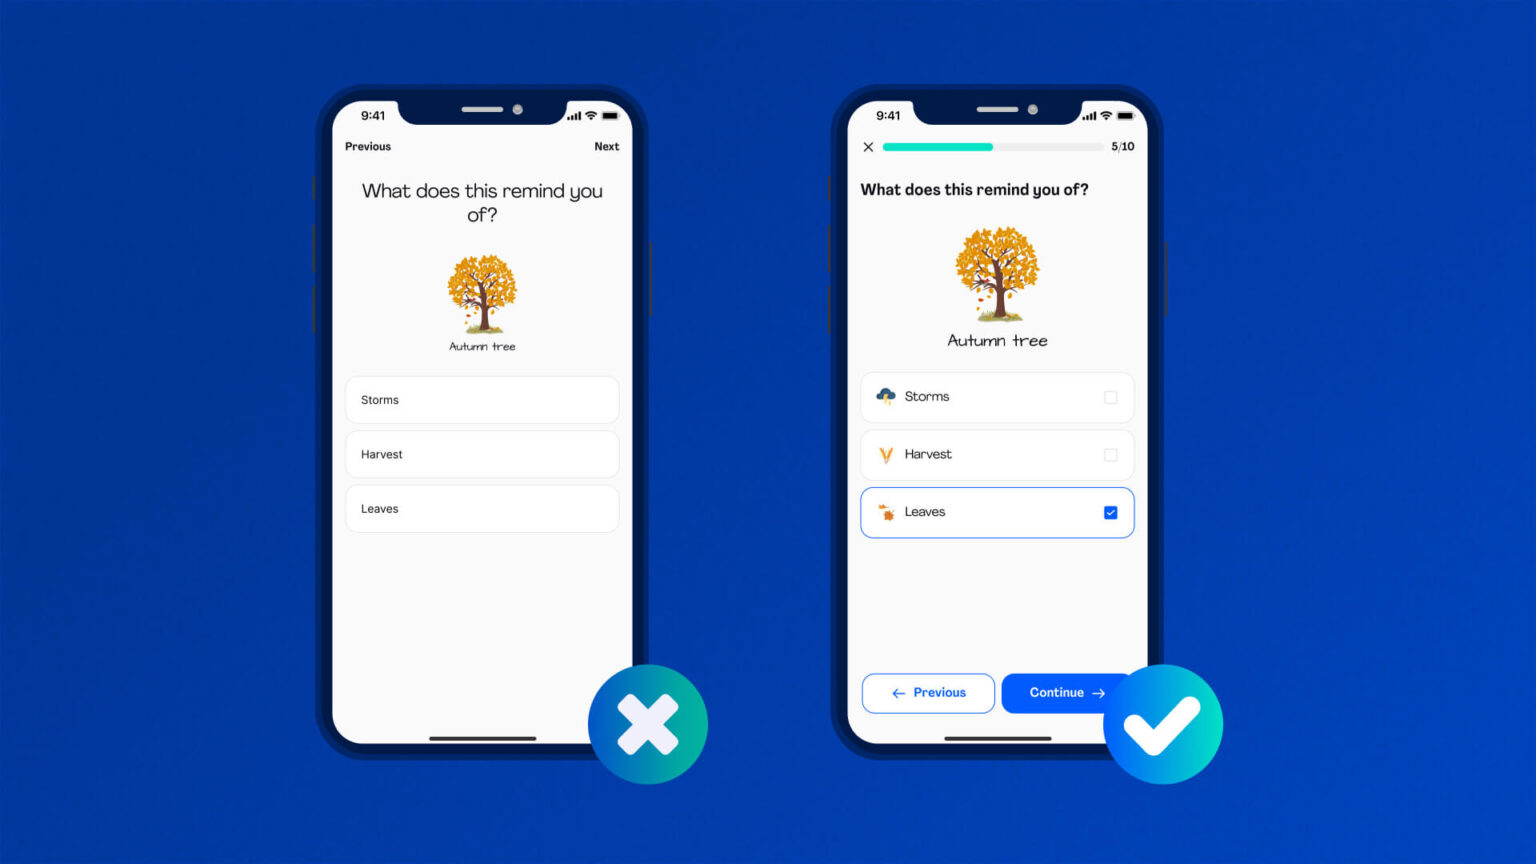 9:41
Previous
Next
What does this remind you
of?
Autumn tree
Storms
Harvest
Leaves
9:41
5/10
What does this remind you of?
Autumn tree
Storms
Harvest
Leaves
Previous
Continue